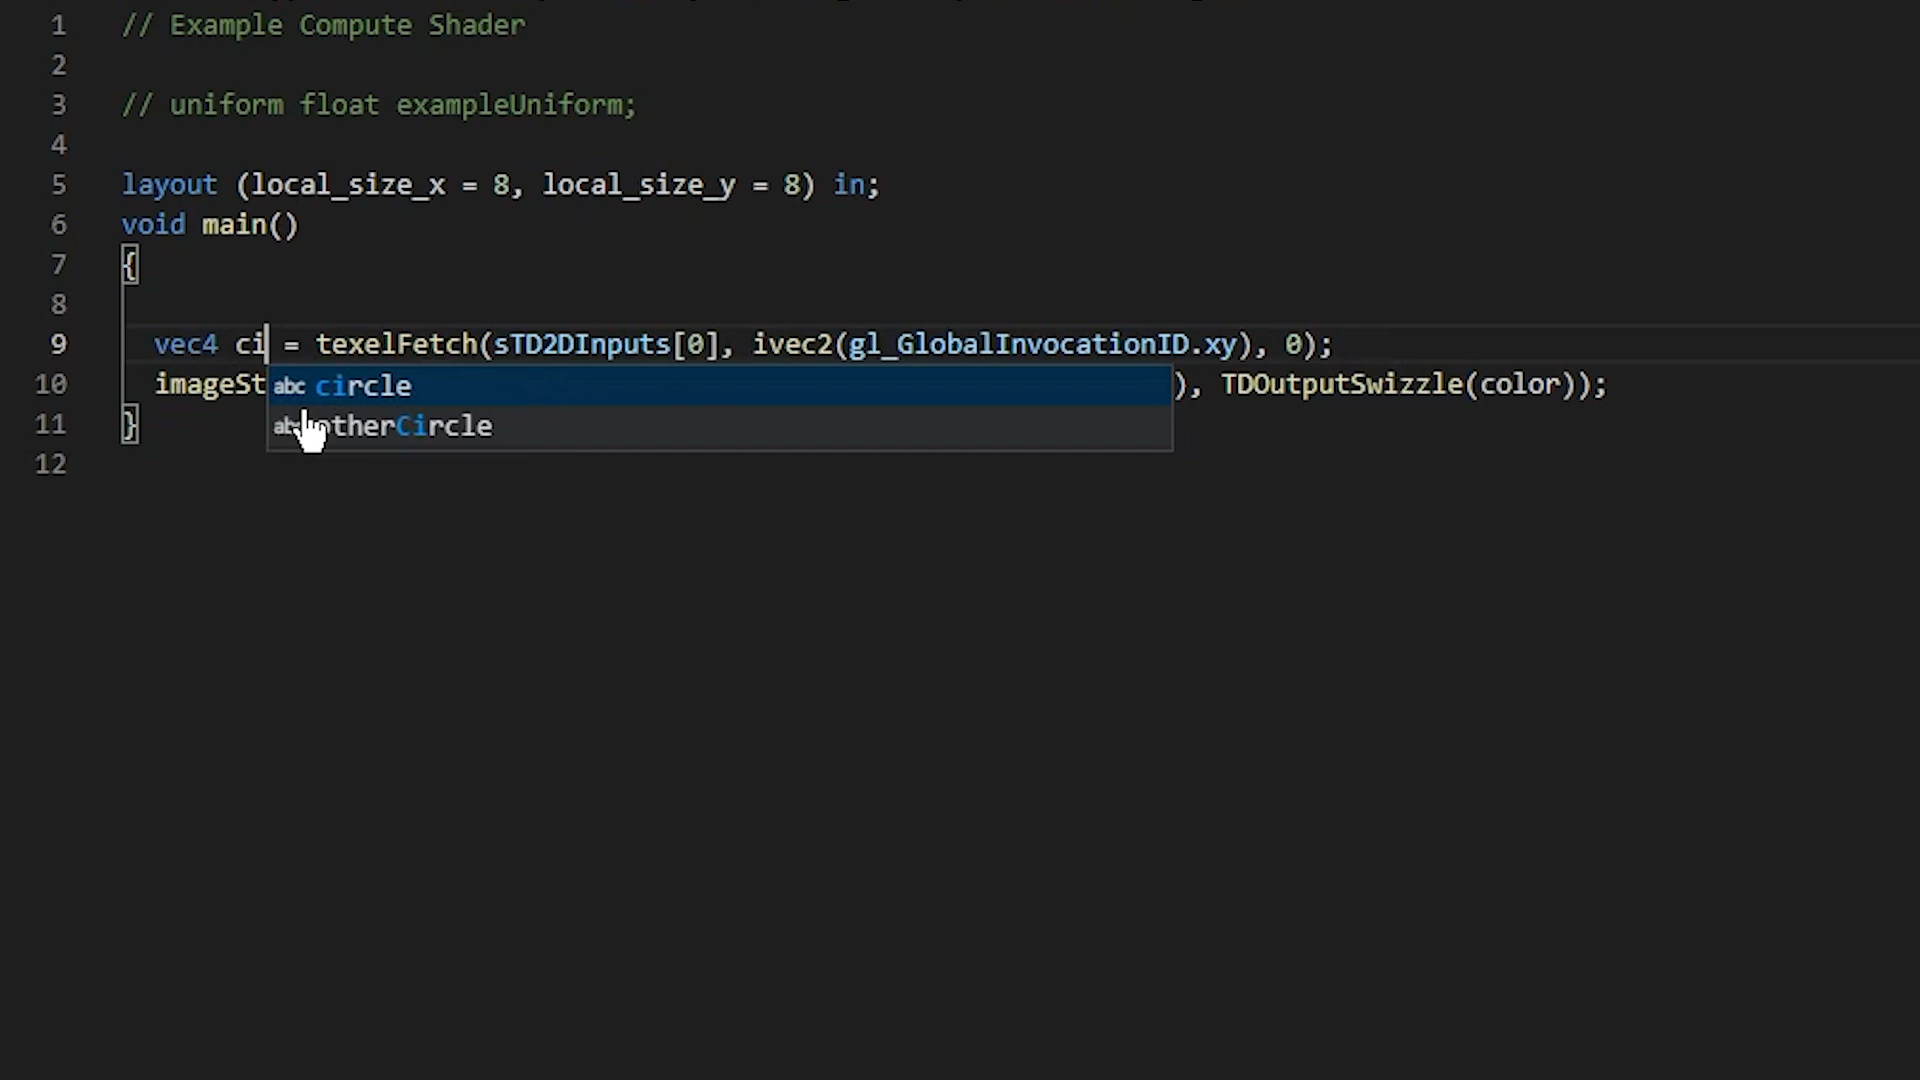 1 // Example Compute Shader
2
3 // uniform float exampleUniform;
4
5 layout (local_size_x = 8, local_size_y = 8) in;
6 void main()
7 {
8
9 vec4 ci = texelFetch(sTD2DInputs[0], ivec2(gl_GlobalInvocationID.xy), 0);
10 imageSt ), TDOutputSwizzle(color));
abc circle
11 }
abc otherCircle
12